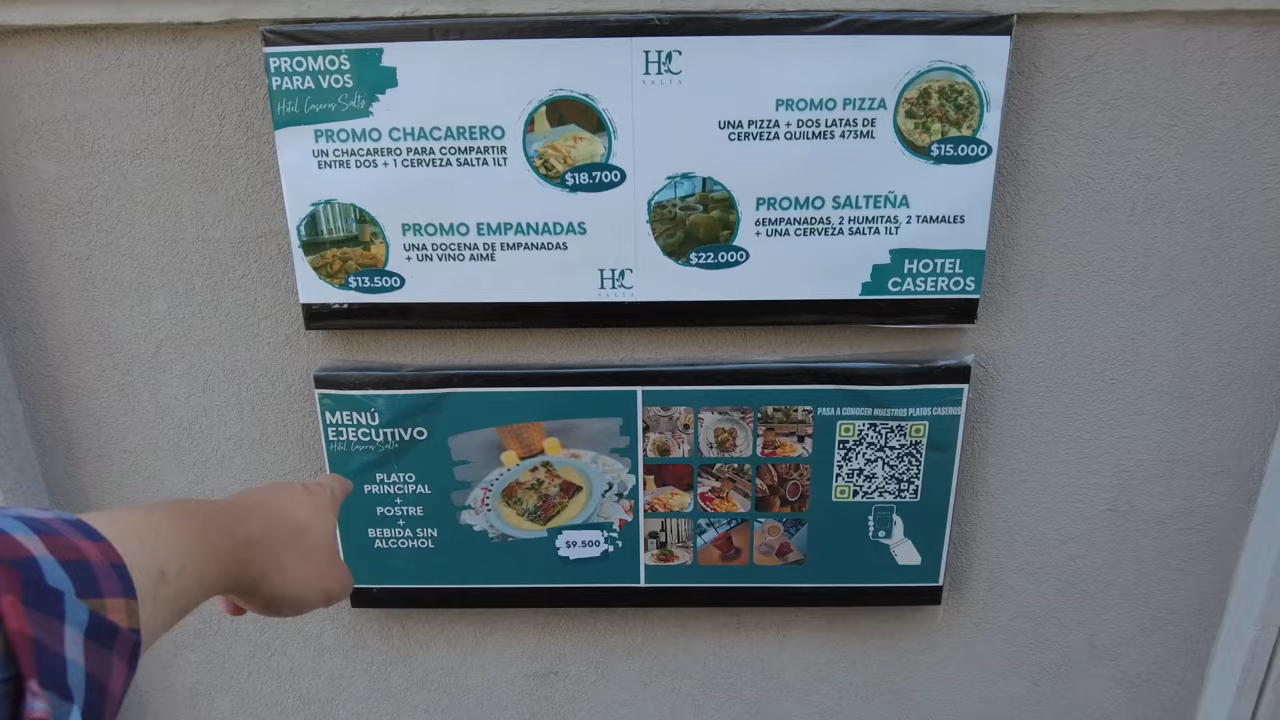 PROMOS
PARA VOS
Hotel Caseros Salta
PROMO CHACARERO
UN CHACARERO PARA COMPARTIR
ENTRE DOS + 1 CERVEZA SALTA 1LT
$18.700
PROMO EMPANADAS
UNA DOCENA DE EMPANADAS
+ UN VINO AIMÉ
$13.500
HC
SALTA
HC
SALTA
PROMO PIZZA
UNA PIZZA + DOS LATAS DE
CERVEZA QUILMES 473ML
$15.000
PROMO SALTEÑA
6EMPANADAS, 2 HUMITAS, 2 TAMALES
+ UNA CERVEZA SALTA 1LT
$22.000
HOTEL
CASEROS
MENÚ
EJECUTIVO
Hotel Caseros Salta
PLATO
PRINCIPAL
+
POSTRE
+
BEBIDA SIN
ALCOHOL
$9.500
PASA A CONOCER NUESTROS PLATOS CASEROS